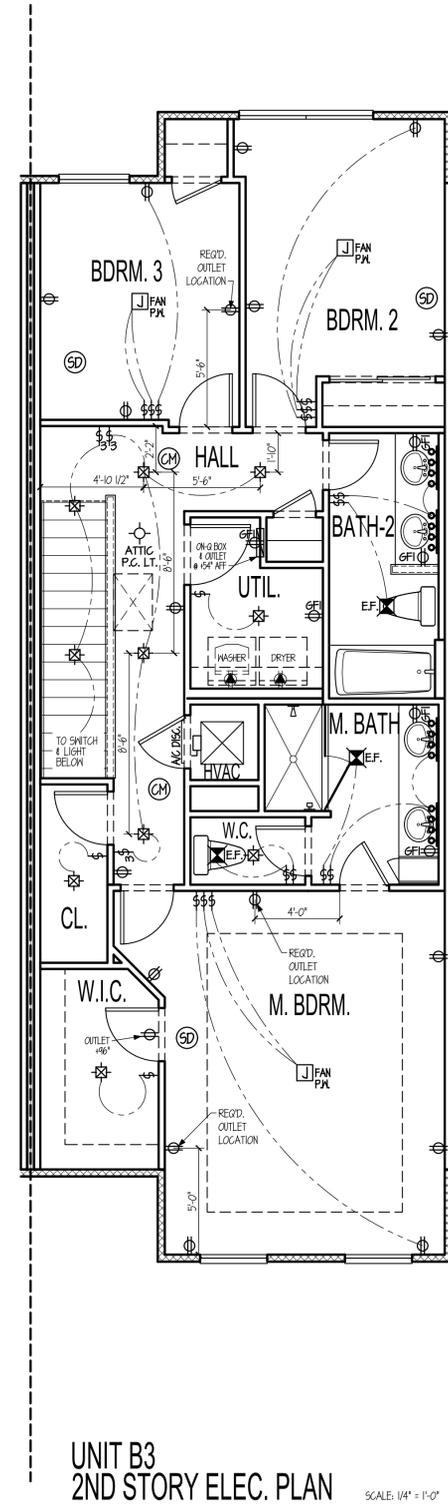 REQ'D.
OUTLET
LOCATION
BDRM. 3
J FAN
P.W.
J FAN
P.W.
BDRM. 2
SD
SD
5'-6"
2'-2"
CM
HALL
1'-10"
4'-10 1/2"
5'-6"
ATTIC
P.C. LT.
8'-6"
ON-Q BOX
& OUTLET
@ +54" AFF
GFI
UTIL.
GFI
BATH-2
GFI
GFI
E.F.
WASHER
DRYER
TO SWITCH
& LIGHT
BELOW
8'-6"
A/C DISC.
HVAC
M. BATH
GFI
E.F.
CM
W.C.
E.F.
GFI
CL.
4'-0"
REQ'D.
OUTLET
LOCATION
W.I.C.
M. BDRM.
OUTLET
+96"
SD
J FAN
P.W.
REQ'D.
OUTLET
LOCATION
5'-0"
UNIT B3
2ND STORY ELEC. PLAN
SCALE: 1/4" = 1'-0"